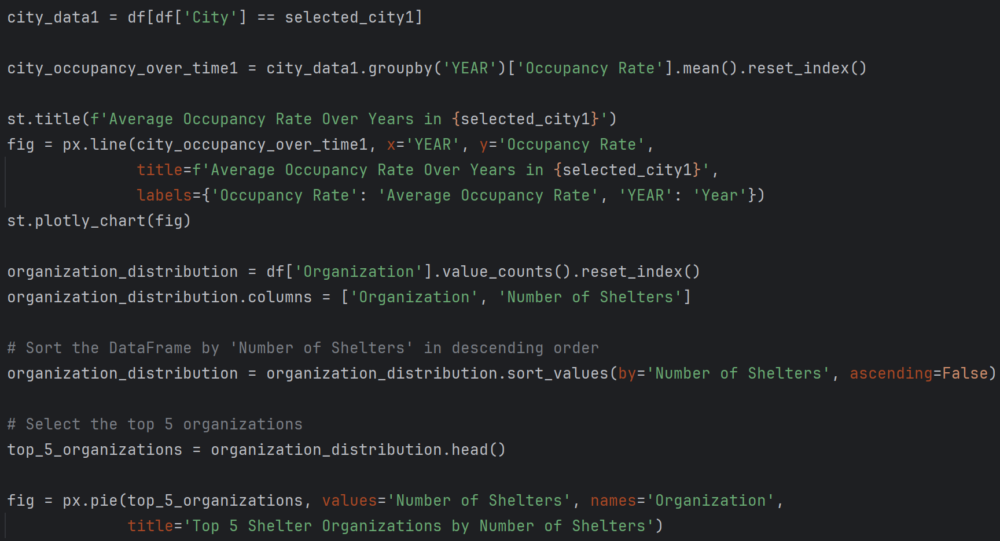 city_data1 = df[df['City'] == selected_city1]
city_occupancy_over_time1 = city_data1.groupby('YEAR')['Occupancy Rate'].mean().reset_index()
st.title(f'Average Occupancy Rate Over Years in {selected_city1}')
fig = px.line(city_occupancy_over_time1, x='YEAR', y='Occupancy Rate',
              title=f'Average Occupancy Rate Over Years in {selected_city1}',
              labels={'Occupancy Rate': 'Average Occupancy Rate', 'YEAR': 'Year'})
st.plotly_chart(fig)
organization_distribution = df['Organization'].value_counts().reset_index()
organization_distribution.columns = ['Organization', 'Number of Shelters']
# Sort the DataFrame by 'Number of Shelters' in descending order
organization_distribution = organization_distribution.sort_values(by='Number of Shelters', ascending=False)
# Select the top 5 organizations
top_5_organizations = organization_distribution.head()
fig = px.pie(top_5_organizations, values='Number of Shelters', names='Organization',
             title='Top 5 Shelter Organizations by Number of Shelters')